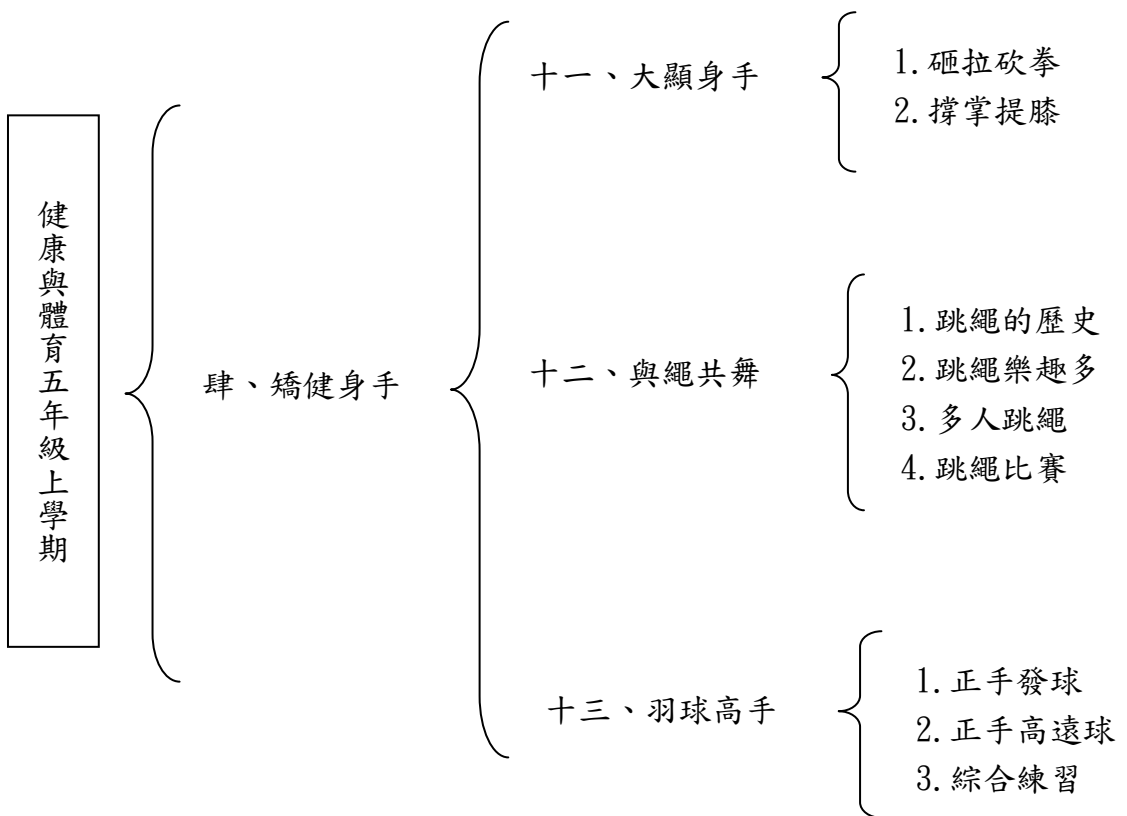 健康與體育五年級上學期
肆、矯健身手
十一、大顯身手
1.砸拉砍拳
2.撐掌提膝
十二、與繩共舞
1.跳繩的歷史
2.跳繩樂趣多
3.多人跳繩
4.跳繩比賽
十三、羽球高手
1.正手發球
2.正手高遠球
3.綜合練習